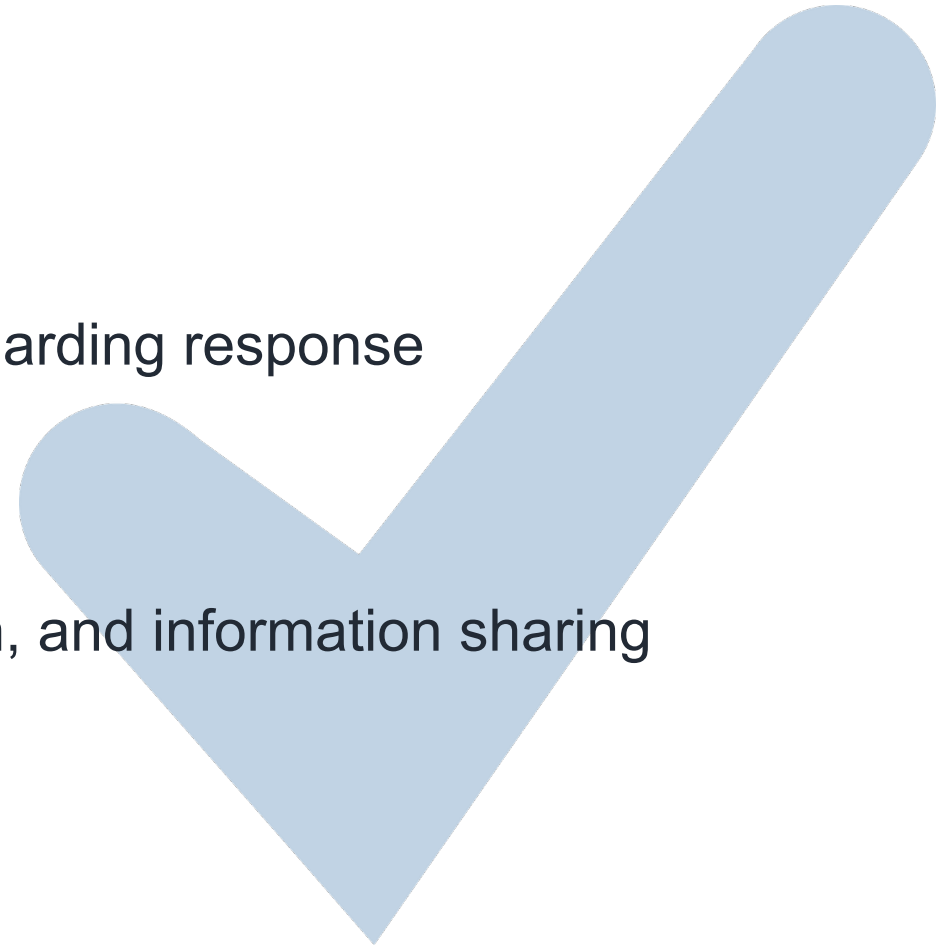 arding response
, and information sharing